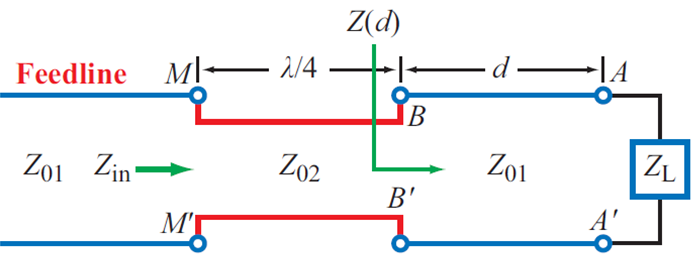 Z(d)
Feedline M λ/4 d A
B
Z01 Zin Z02 Z01 ZL
B'
M' A'